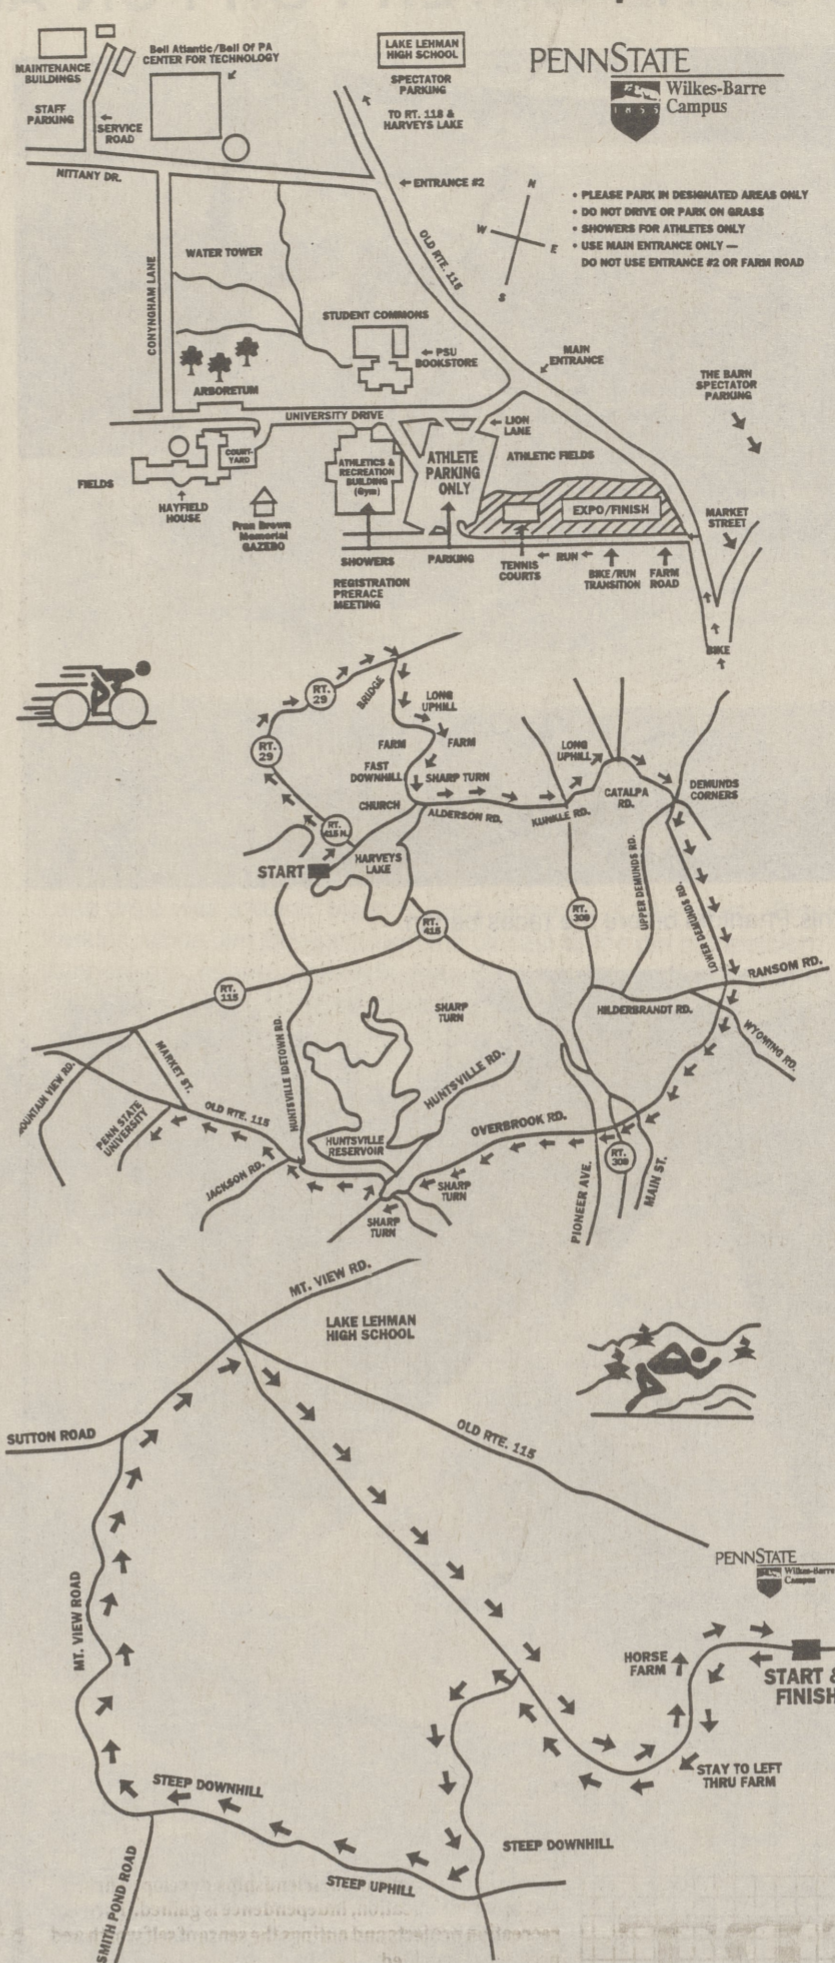 MAINTENANCE
BUILDINGS
Bell Atlantic/Bell Of PA
CENTER FOR TECHNOLOGY
LAKE LEHMAN
HIGH SCHOOL
SPECTATOR
PARKING
TO RT. 118 &
HARVEYS LAKE
PENNSTATE
1855
Wilkes-Barre
Campus
STAFF
PARKING
SERVICE
ROAD
NITTANY DR.
ENTRANCE #2
N
W
E
S
• PLEASE PARK IN DESIGNATED AREAS ONLY
• DO NOT DRIVE OR PARK ON GRASS
• SHOWERS FOR ATHLETES ONLY
• USE MAIN ENTRANCE ONLY —
DO NOT USE ENTRANCE #2 OR FARM ROAD
OLD RTE. 115
WATER TOWER
CONYNGHAM LANE
STUDENT COMMONS
PSU
BOOKSTORE
MAIN
ENTRANCE
THE BARN
SPECTATOR
PARKING
ARBORETUM
UNIVERSITY DRIVE
LION
LANE
COURT-
YARD
ATHLETICS &
RECREATION
BUILDING
(Gym)
ATHLETE
PARKING
ONLY
ATHLETIC FIELDS
FIELDS
HAYFIELD
HOUSE
Fran Brown
Memorial
GAZEBO
EXPO/FINISH
MARKET
STREET
SHOWERS
PARKING
TENNIS
COURTS
RUN
BIKE/RUN
TRANSITION
FARM
ROAD
REGISTRATION
PRERACE
MEETING
BIKE
RT.
29
BRIDGE
LONG
UPHILL
RT.
29
FARM
FARM
FAST
DOWNHILL
SHARP TURN
LONG
UPHILL
CATALPA
RD.
DEMUNDS
CORNERS
CHURCH
ALDERSON RD.
KUNKLE RD.
RT.
415 N.
START
HARVEYS
LAKE
UPPER DEMUNDS RD.
LOWER DEMUNDS RD.
RT.
415
RT.
309
RANSOM RD.
RT.
115
SHARP
TURN
HILDERBRANDT RD.
WYOMING RD.
HUNTSVILLE IDETOWN RD.
MARKET ST.
MOUNTAIN VIEW RD.
PENN STATE
UNIVERSITY
OLD RTE. 115
HUNTSVILLE RD.
HUNTSVILLE
RESERVOIR
OVERBROOK RD.
JACKSON RD.
SHARP
TURN
SHARP
TURN
PIONEER AVE.
RT.
309
MAIN ST.
MT. VIEW RD.
LAKE LEHMAN
HIGH SCHOOL
SUTTON ROAD
OLD RTE. 115
PENNSTATE
Wilkes-Barre
Campus
MT. VIEW ROAD
HORSE
FARM
START &
FINISH
STAY TO LEFT
THRU FARM
STEEP DOWNHILL
STEEP DOWNHILL
STEEP UPHILL
SMITH POND ROAD